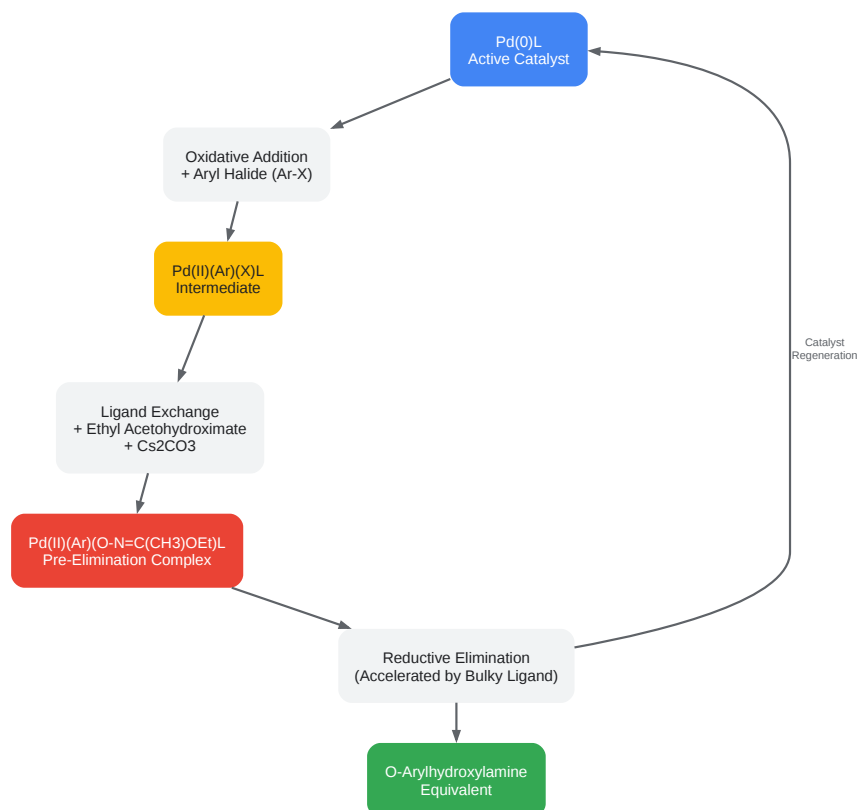 Pd(0)L
Active Catalyst
Oxidative Addition
+ Aryl Halide (Ar-X)
Pd(II)(Ar)(X)L
Intermediate
Catalyst
Regeneration
Ligand Exchange
+ Ethyl Acetohydroximate
+ Cs2CO3
Pd(II)(Ar)(O-N=C(CH3)OEt)L
Pre-Elimination Complex
Reductive Elimination
(Accelerated by Bulky Ligand)
O-Arylhydroxylamine
Equivalent